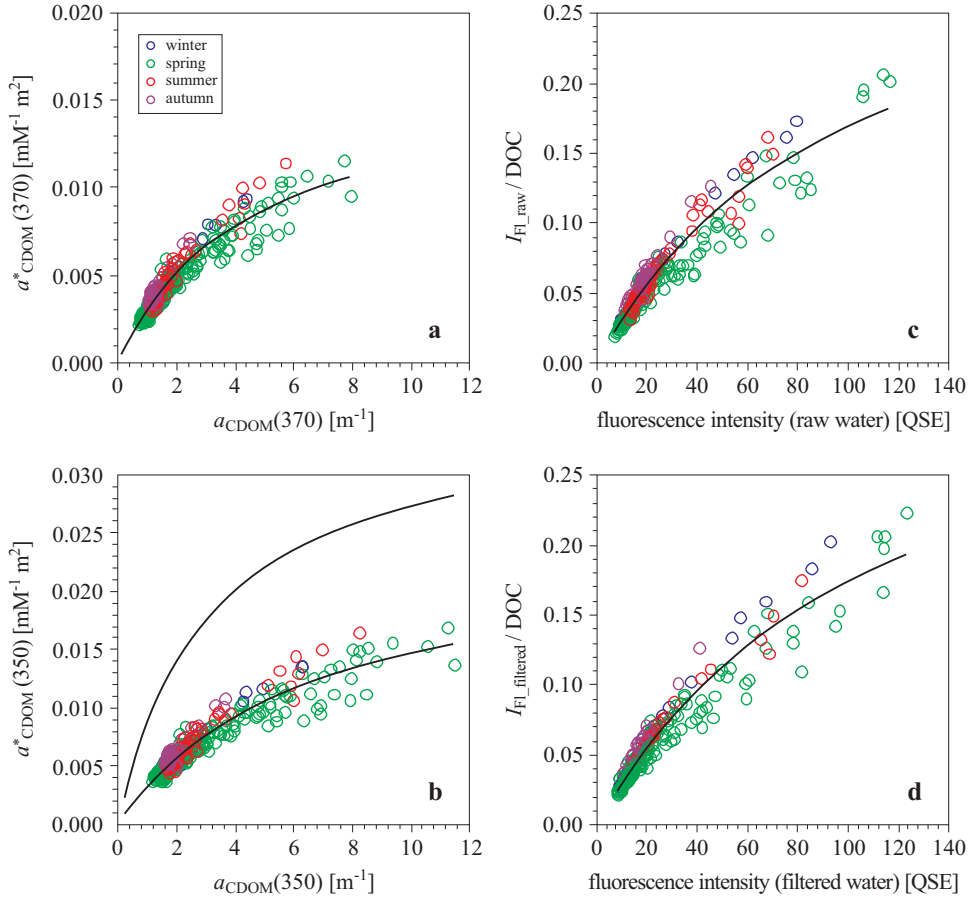 0.020
0.015
0.010
0.005
0.000
a*CDOM(370) [mM-1 m2]
winter
spring
summer
autumn
a
0 2 4 6 8 10 12
aCDOM(370) [m-1]
0.25
0.20
0.15
0.10
0.05
0.00
IFl_raw / DOC
c
0 20 40 60 80 100 120 140
fluorescence intensity (raw water) [QSE]
0.030
0.025
0.020
0.015
0.010
0.005
0.000
a*CDOM(350) [mM-1 m2]
b
0 2 4 6 8 10 12
aCDOM(350) [m-1]
0.25
0.20
0.15
0.10
0.05
0.00
IFl_filtered / DOC
d
0 20 40 60 80 100 120 140
fluorescence intensity (filtered water) [QSE]